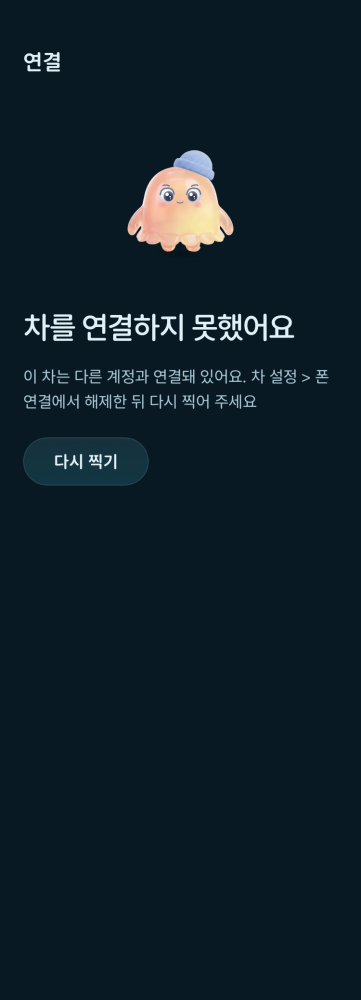 연결
차를 연결하지 못했어요
이 차는 다른 계정과 연결돼 있어요. 차 설정 > 폰
연결에서 해제한 뒤 다시 찍어 주세요
다시 찍기